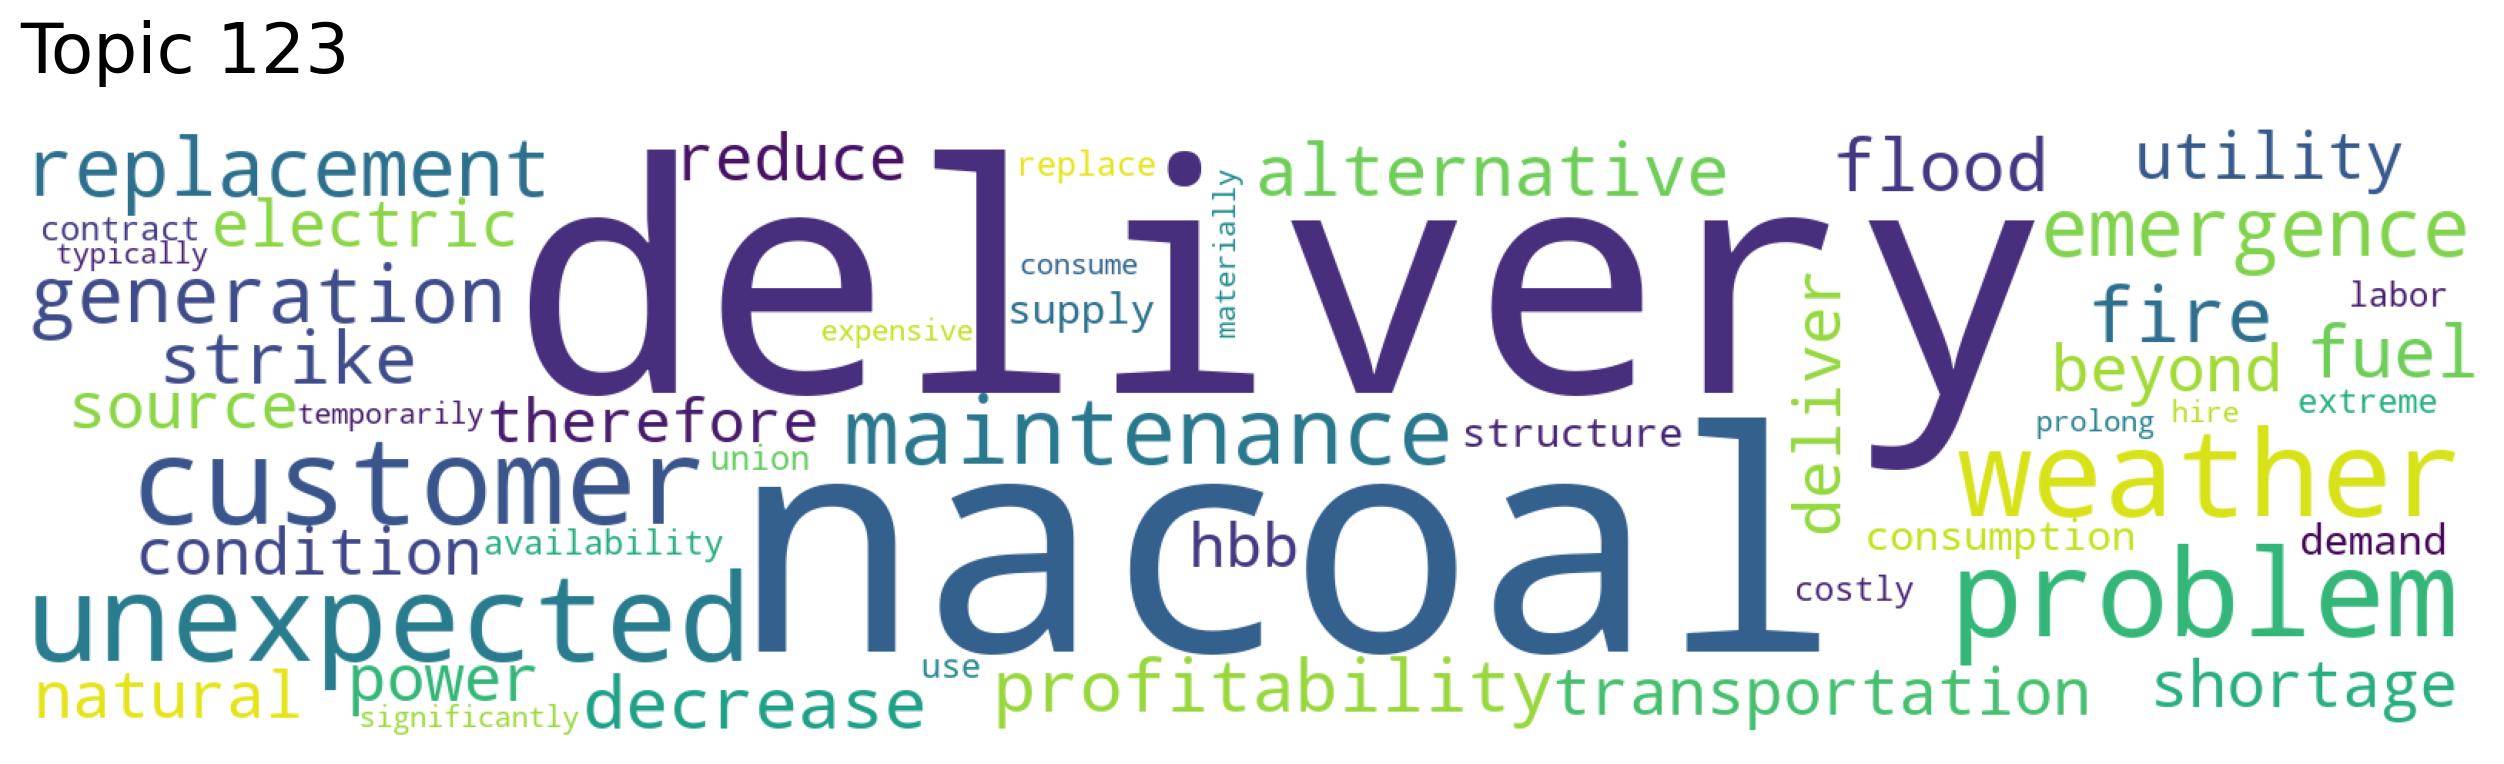 Topic 123
replacement
reduce
replace
alternative
flood
utility
contract
electric
materially
emergence
typically
delivery
consume
generation
supply
fire
labor
expensive
deliver
strike
beyond
fuel
source
temporarily
therefore
maintenance
structure
prolong
hire
extreme
customer
union
weather
condition
availability
nacoal
hbb
consumption
demand
unexpected
costly
problem
natural
power
use
profitability
transportation
shortage
significantly
decrease